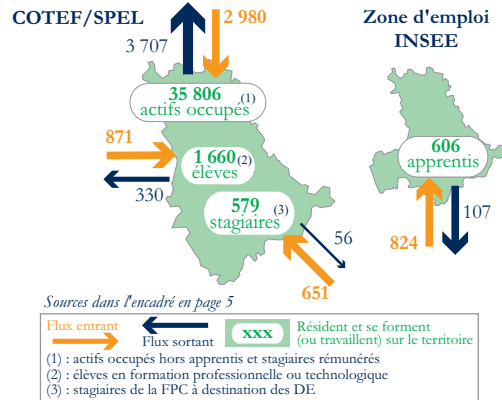 COTEF/SPEL
Zone d'emploi
INSEE
3 707
2 980
35 806
actifs occupés (1)
871
1 660
élèves (2)
330
579
stagiaires (3)
56
651
606
apprentis
824
107
Sources dans l'encadré en page 5
Flux entrant
Flux sortant
xxx
Résident et se forment
(ou travaillent) sur le territoire
(1) : actifs occupés hors apprentis et stagiaires rémunérés
(2) : élèves en formation professionnelle ou technologique
(3) : stagiaires de la FPC à destination des DE